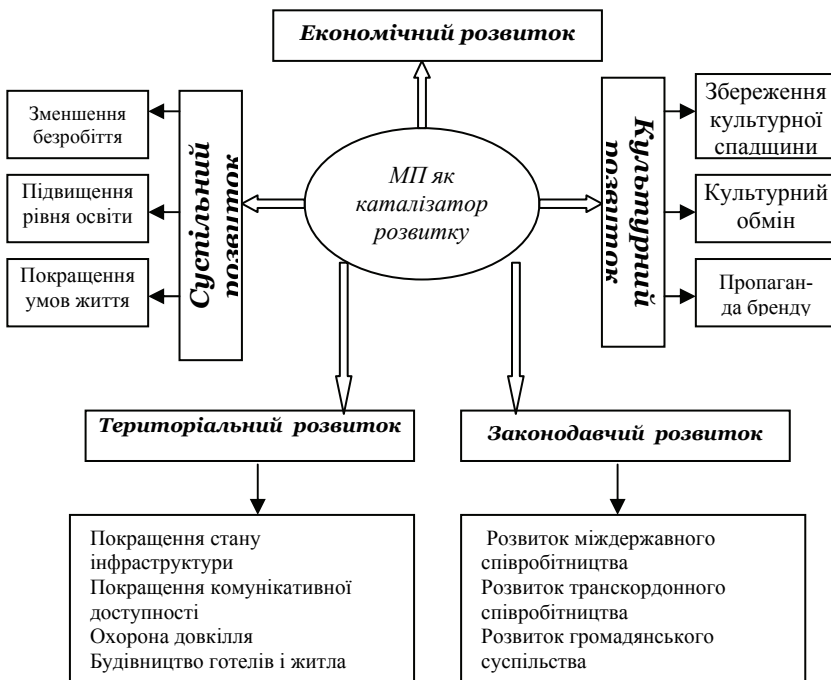 Економічний розвиток
Зменшення
безробіття
Підвищення
рівня освіти
Покращення
умов життя
Суспільний
розвиток
МП як
каталізатор
розвитку
Культурний
розвиток
Збереження
культурної
спадщини
Культурний
обмін
Пропаган-
да бренду
Територіальний розвиток
Законодавчий розвиток
Покращення стану
інфраструктури
Покращення комунікативної
доступності
Охорона довкілля
Будівництво готелів і житла
Розвиток міждержавного
співробітництва
Розвиток транскордонного
співробітництва
Розвиток громадянського
суспільства